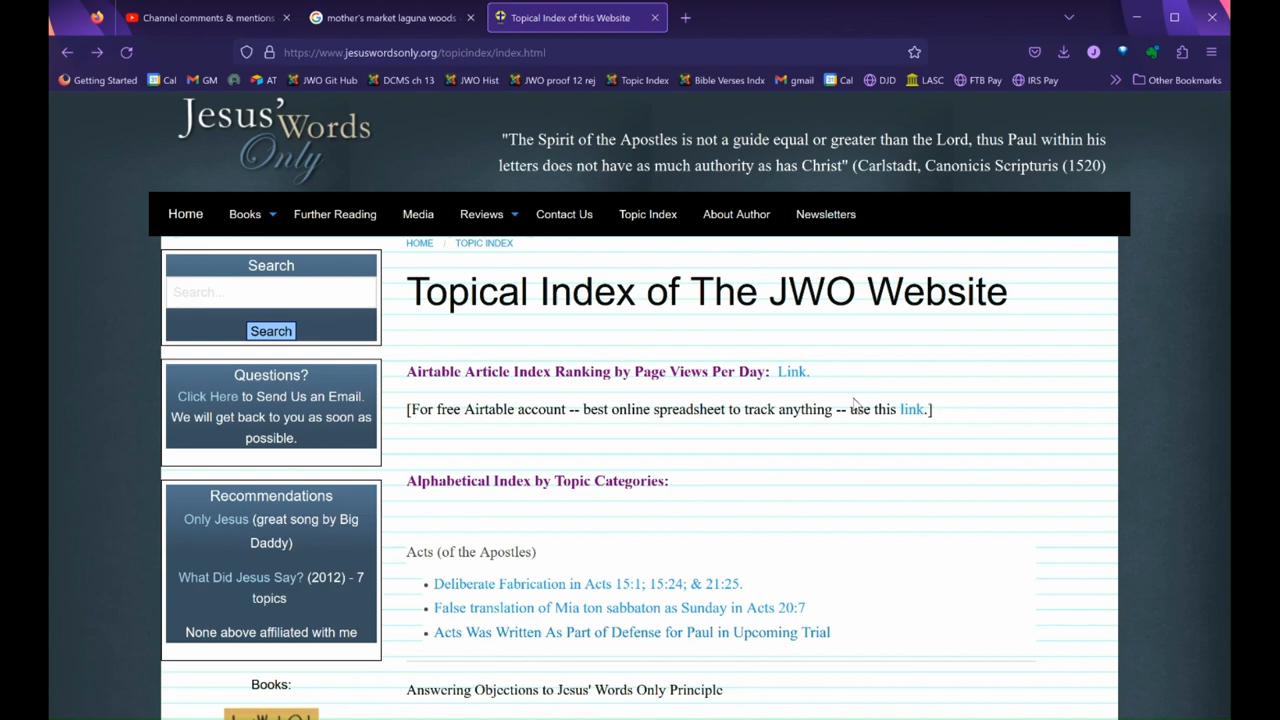 Channel comments & mentions
mother's market laguna woods
Topical Index of this Website
https://www.jesuswordsonly.org/topicindex/index.html
Getting Started Cal GM AT JWO Git Hub DCMS ch 13 JWO Hist JWO proof 12 rej Topic Index Bible Verses Indx gmail Cal DJD LASC FTB Pay IRS Pay Other Bookmarks
Jesus' Words
Only
"The Spirit of the Apostles is not a guide equal or greater than the Lord, thus Paul within his
letters does not have as much authority as has Christ" (Carlstadt, Canonicis Scripturis (1520)
Home Books Further Reading Media Reviews Contact Us Topic Index About Author Newsletters
HOME / TOPIC INDEX
Search
Search...
Search
Questions?
Click Here to Send Us an Email.
We will get back to you as soon as
possible.
Recommendations
Only Jesus (great song by Big
Daddy)
What Did Jesus Say? (2012) - 7
topics
None above affiliated with me
Books:
Topical Index of The JWO Website
Airtable Article Index Ranking by Page Views Per Day: Link.
[For free Airtable account -- best online spreadsheet to track anything -- use this link.]
Alphabetical Index by Topic Categories:
Acts (of the Apostles)
• Deliberate Fabrication in Acts 15:1; 15:24; & 21:25.
• False translation of Mia ton sabbaton as Sunday in Acts 20:7
• Acts Was Written As Part of Defense for Paul in Upcoming Trial
Answering Objections to Jesus' Words Only Principle